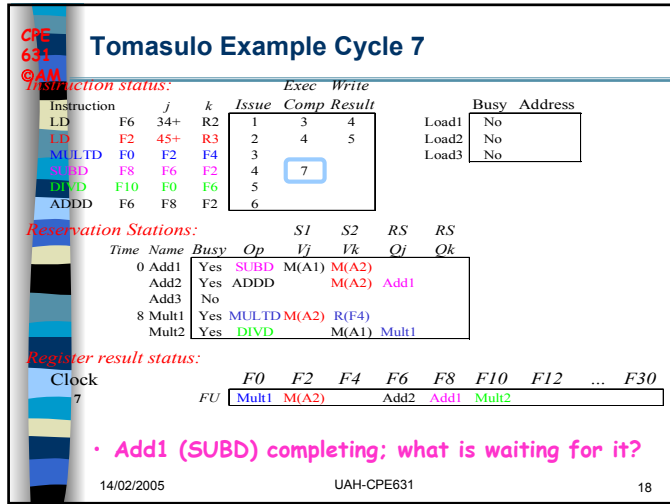 CPE
631
©AM
Tomasulo Example Cycle 7
Instruction status: Exec Write
Instruction j k Issue Comp Result Busy Address
LD F6 34+ R2 1 3 4 Load1 No
LD F2 45+ R3 2 4 5 Load2 No
MULTD F0 F2 F4 3 Load3 No
SUBD F8 F6 F2 4 7
DIVD F10 F0 F6 5
ADDD F6 F8 F2 6
Reservation Stations: S1 S2 RS RS
Time Name Busy Op Vj Vk Qj Qk
0 Add1 Yes SUBD M(A1) M(A2)
Add2 Yes ADDD M(A2) Add1
Add3 No
8 Mult1 Yes MULTD M(A2) R(F4)
Mult2 Yes DIVD M(A1) Mult1
Register result status:
Clock F0 F2 F4 F6 F8 F10 F12 ... F30
7 FU Mult1 M(A2) Add2 Add1 Mult2
• Add1 (SUBD) completing; what is waiting for it?
14/02/2005 UAH-CPE631 18